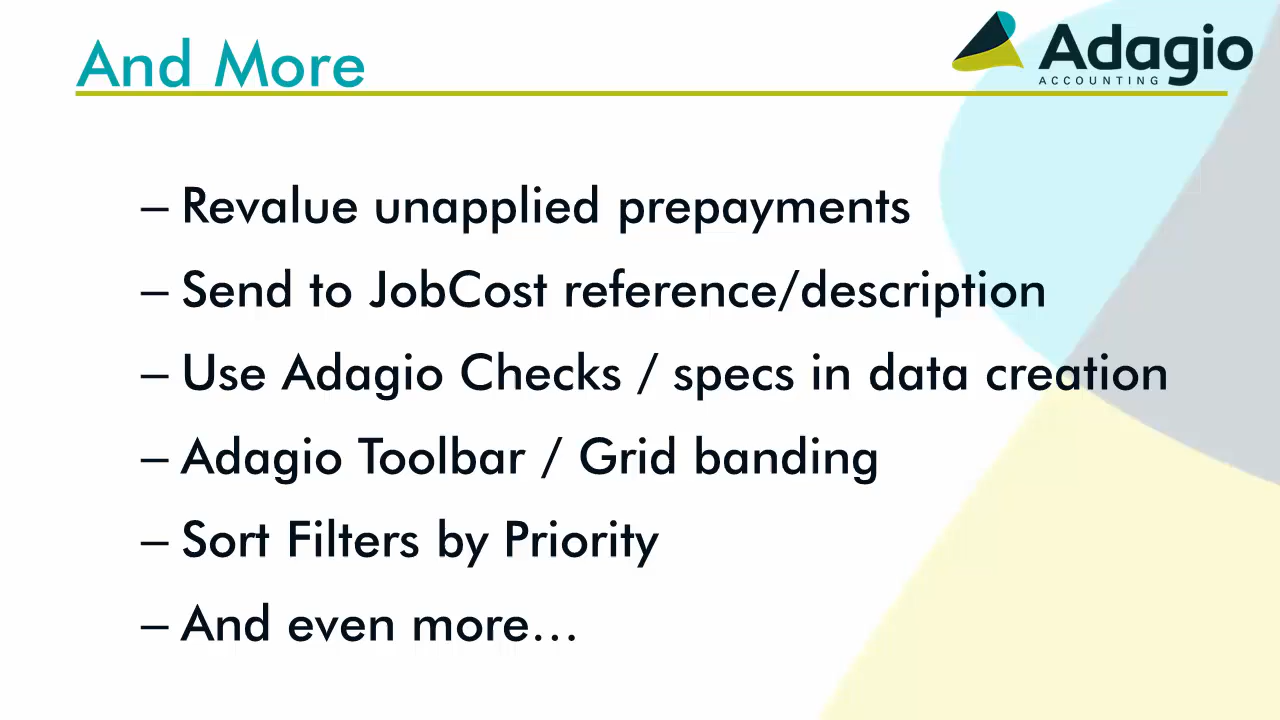 And More
Adagio
ACCOUNTING
– Revalue unapplied prepayments
– Send to JobCost reference/description
– Use Adagio Checks / specs in data creation
– Adagio Toolbar / Grid banding
– Sort Filters by Priority
– And even more…